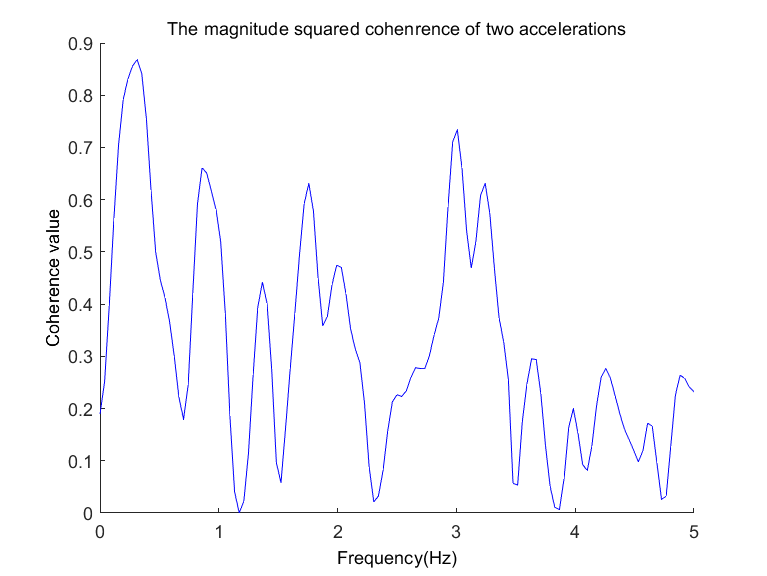 The magnitude squared cohenrence of two accelerations
0.9
0.8
0.7
0.6
0.5
0.4
0.3
0.2
0.1
0
Coherence value
0 1 2 3 4 5
Frequency(Hz)